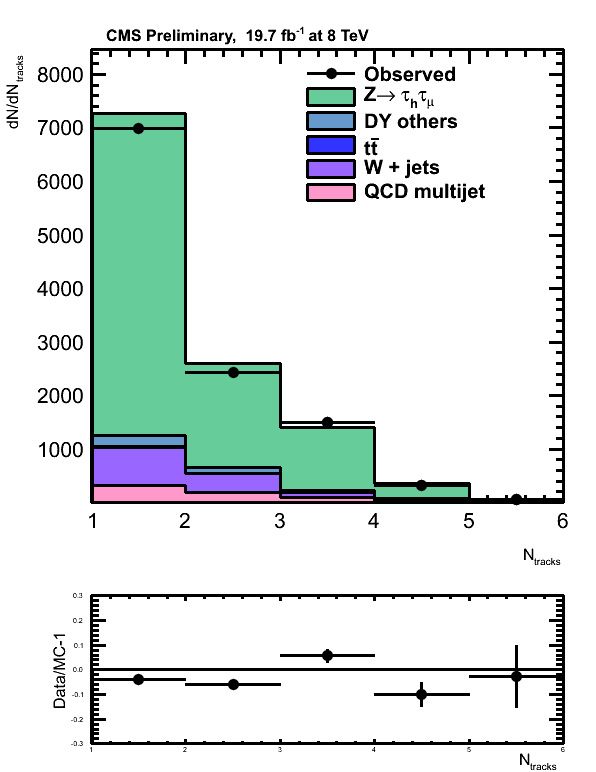 CMS Preliminary, 19.7 fb⁻¹ at 8 TeV
dN/dN_tracks
8000
7000
6000
5000
4000
3000
2000
1000
Observed
Z→ τ_h τ_μ
DY others
tt̄
W + jets
QCD multijet
1 2 3 4 5 6
N_tracks
Data/MC-1
0.3
0.2
0.1
0.0
-0.1
-0.2
-0.3
1 2 3 4 5 6
N_tracks